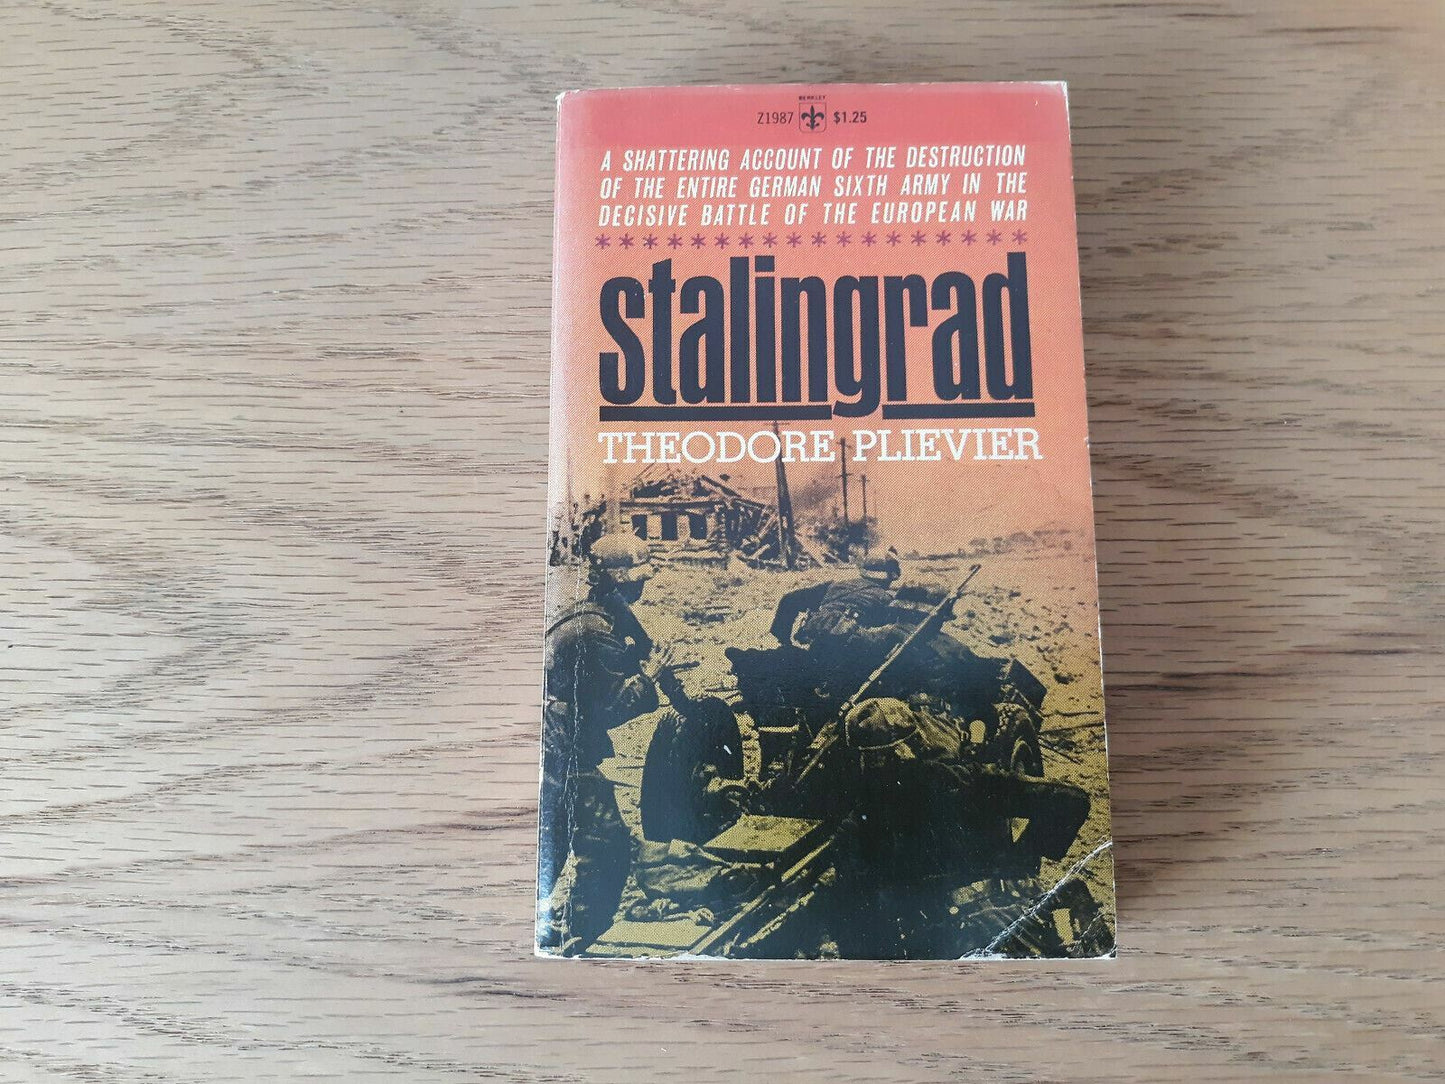 BERKLEY
Z1987 $1.25
A SHATTERING ACCOUNT OF THE DESTRUCTION
OF THE ENTIRE GERMAN SIXTH ARMY IN THE
DECISIVE BATTLE OF THE EUROPEAN WAR
******************
stalingrad
THEODORE PLIEVIER